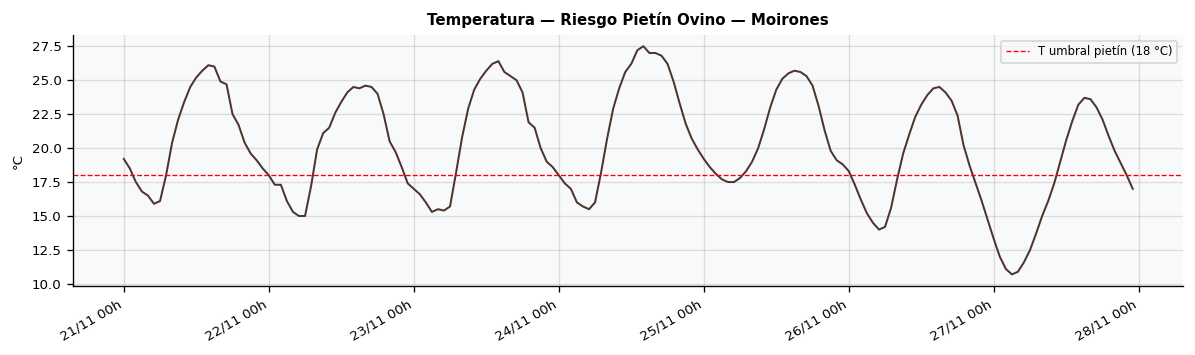 Temperatura — Riesgo Pietín Ovino — Moirones
T umbral pietín (18 °C)
°C
27.5
25.0
22.5
20.0
17.5
15.0
12.5
10.0
21/11 00h
22/11 00h
23/11 00h
24/11 00h
25/11 00h
26/11 00h
27/11 00h
28/11 00h